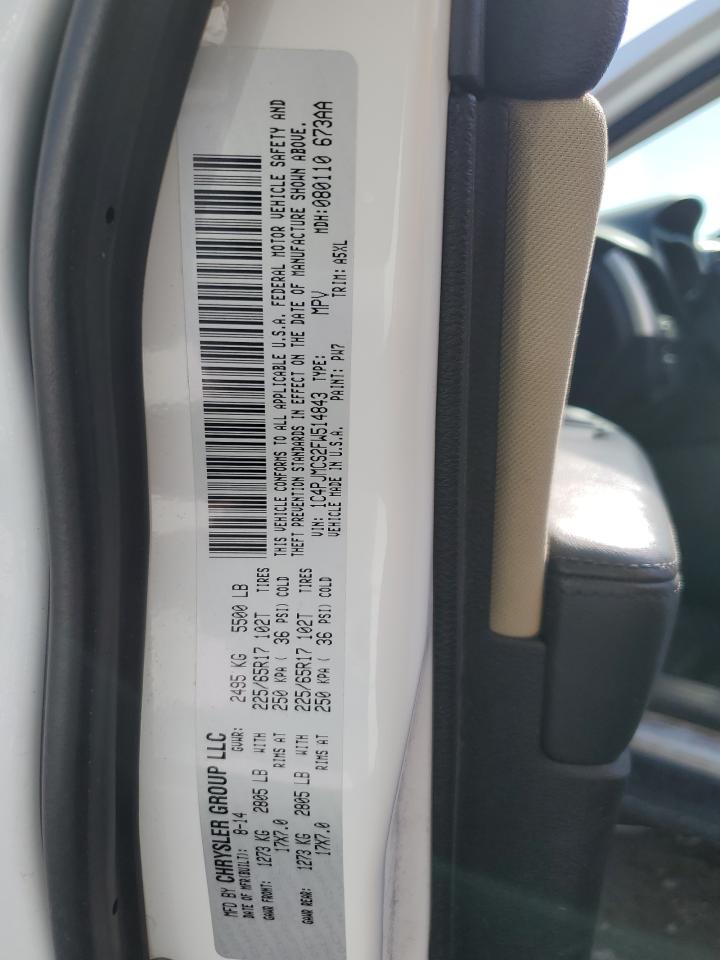 MFD BY CHRYSLER GROUP LLC
DATE OF MFR(BUILT): 8-14 GVWR: 2495 KG 5500 LB
GAWR FRONT: 1273 KG 2805 LB WITH 225/65R17 102T TIRES
17X7.0 RIMS AT 250 KPA ( 36 PSI) COLD
GAWR REAR: 1273 KG 2805 LB WITH 225/65R17 102T TIRES
17X7.0 RIMS AT 250 KPA ( 36 PSI) COLD
THIS VEHICLE CONFORMS TO ALL APPLICABLE U.S.A. FEDERAL MOTOR VEHICLE SAFETY AND
THEFT PREVENTION STANDARDS IN EFFECT ON THE DATE OF MANUFACTURE SHOWN ABOVE.
VIN: 1C4PJMCS2FW514843 TYPE: MPV MDH:080110 673AA
VEHICLE MADE IN U.S.A. PAINT: PW7 TRIM: A5XL